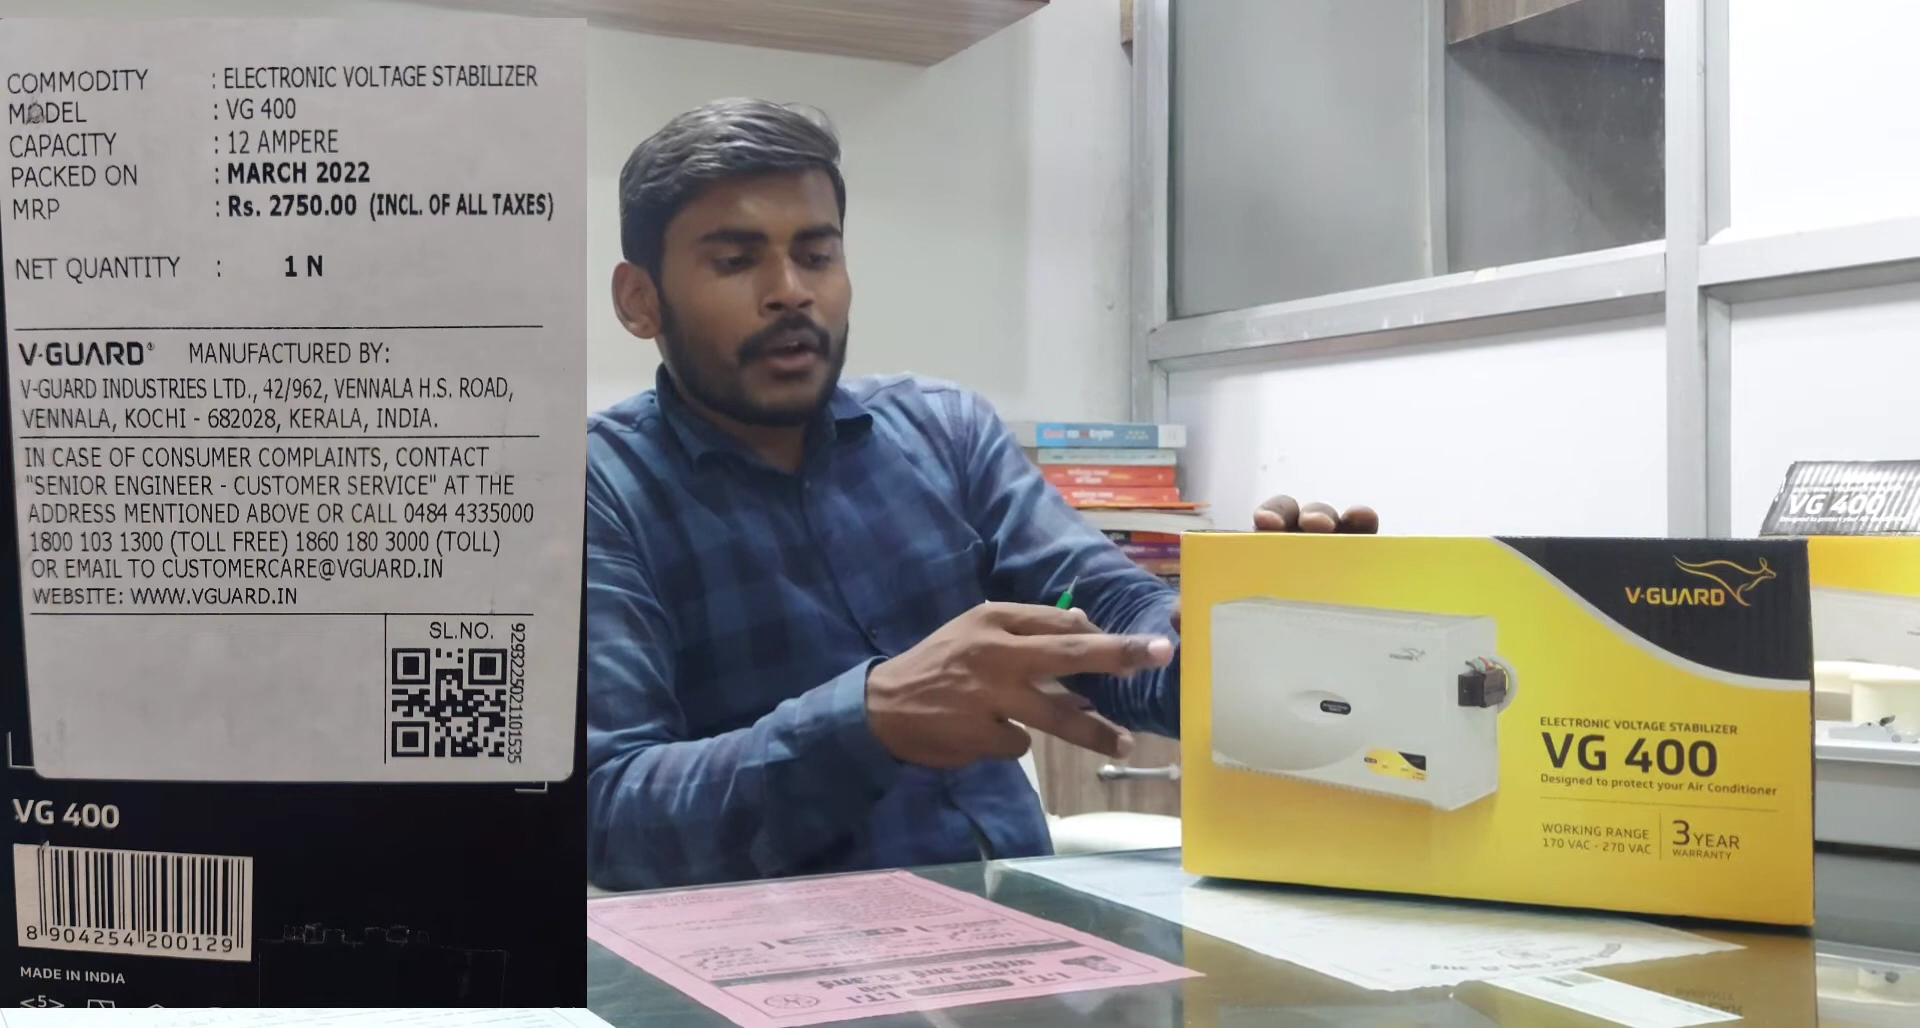 COMMODITY : ELECTRONIC VOLTAGE STABILIZER
MODEL : VG 400
CAPACITY : 12 AMPERE
PACKED ON : MARCH 2022
MRP : Rs. 2750.00 (INCL. OF ALL TAXES)
NET QUANTITY : 1 N
V-GUARD® MANUFACTURED BY:
V-GUARD INDUSTRIES LTD., 42/962, VENNALA H.S. ROAD,
VENNALA, KOCHI - 682028, KERALA, INDIA.
IN CASE OF CONSUMER COMPLAINTS, CONTACT
"SENIOR ENGINEER - CUSTOMER SERVICE" AT THE
ADDRESS MENTIONED ABOVE OR CALL 0484 4335000
1800 103 1300 (TOLL FREE) 1860 180 3000 (TOLL)
OR EMAIL TO CUSTOMERCARE@VGUARD.IN
WEBSITE: WWW.VGUARD.IN
SL.NO.
VG 400
8 904254 200129
MADE IN INDIA
<5>
VG 400
V-GUARD
ELECTRONIC VOLTAGE STABILIZER
VG 400
Designed to protect your Air Conditioner
WORKING RANGE
170 VAC - 270 VAC
3 YEAR
WARRANTY
I.T.I